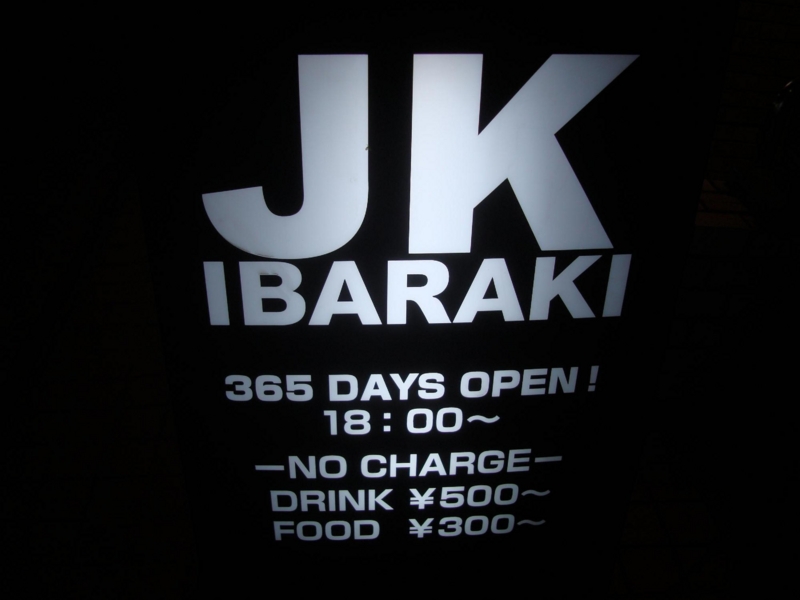 JK
IBARAKI
365 DAYS OPEN!
18:00～
－NO CHARGE－
DRINK ¥500～
FOOD ¥300～